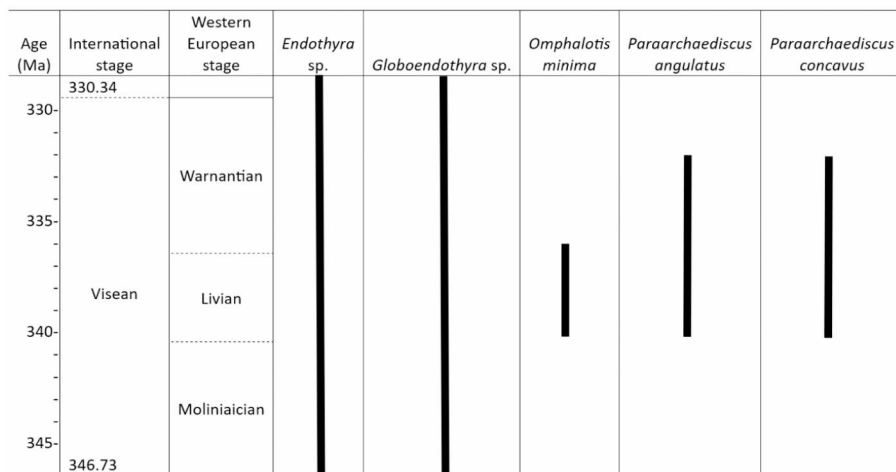 Age
(Ma)
International
stage
Western
European
stage
Endothyra
sp.
Globoendothyra sp.
Omphalotis
minima
Paraarchaediscus
angulatus
Paraarchaediscus
concavus
330.34
330-
Warnantian
335-
Visean
Livian
340-
Moliniaician
345-
346.73